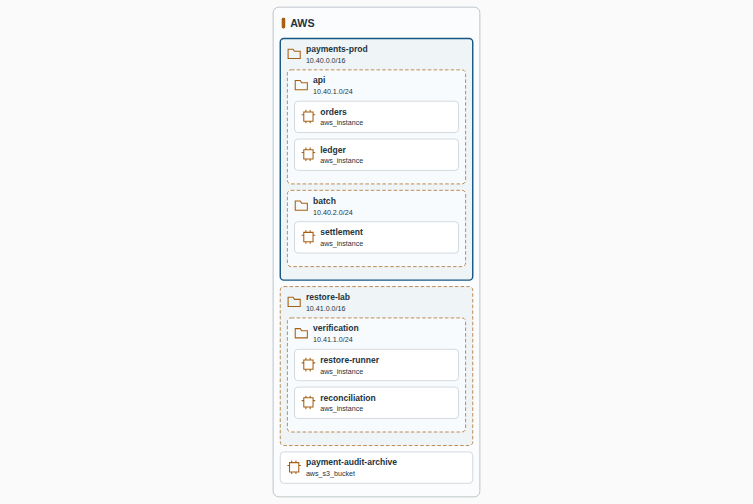 AWS
payments-prod
10.40.0.0/16
api
10.40.1.0/24
orders
aws_instance
ledger
aws_instance
batch
10.40.2.0/24
settlement
aws_instance
restore-lab
10.41.0.0/16
verification
10.41.1.0/24
restore-runner
aws_instance
reconciliation
aws_instance
payment-audit-archive
aws_s3_bucket